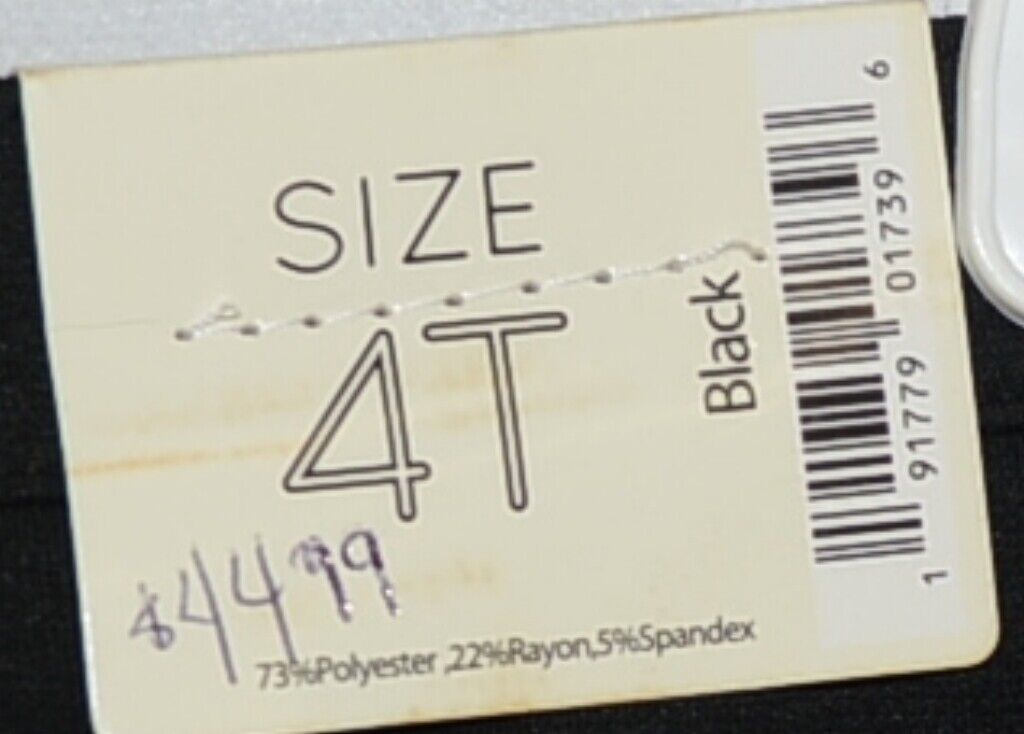 SIZE
4T
Black
$44 99
73%Polyester ,22%Rayon,5%Spandex
1 91779 01739 6